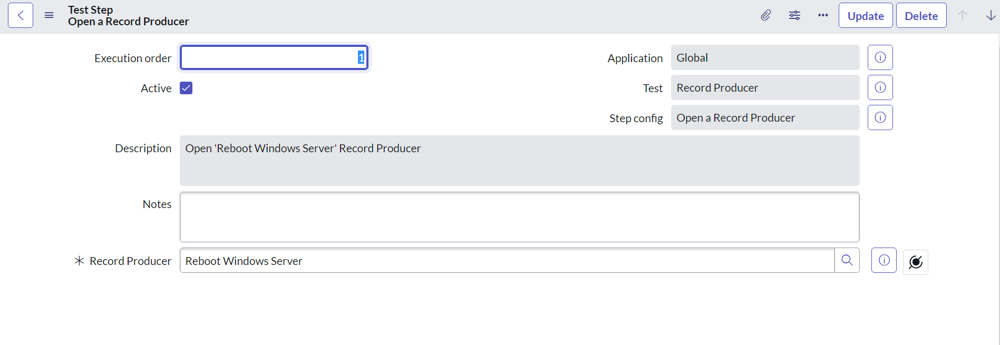 Test Step
Open a Record Producer
Update
Delete
Execution order
1
Application
Global
Active
Test
Record Producer
Step config
Open a Record Producer
Description
Open 'Reboot Windows Server' Record Producer
Notes
Record Producer
Reboot Windows Server